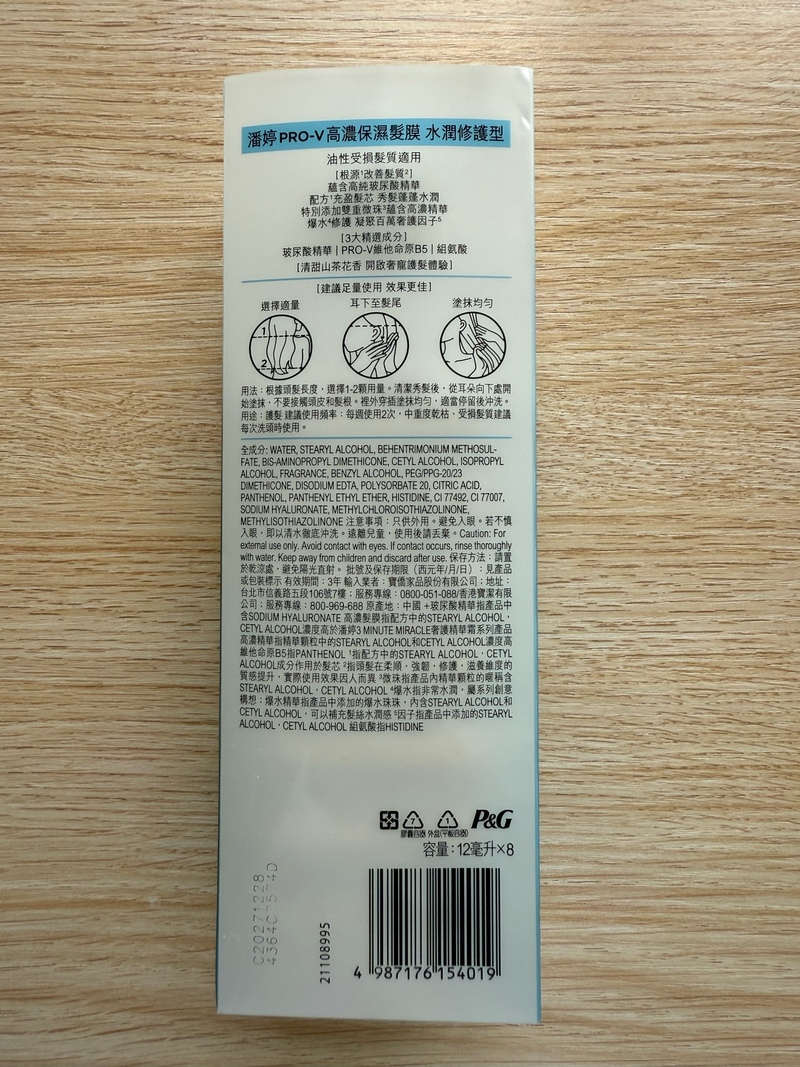 潘婷PRO-V高濃保濕髮膜 水潤修護型
油性受損髮質適用
[根源¹改善髮質²]
蘊含高純玻尿酸精華
配方¹充盈髮芯 秀髮蓬蓬水潤
特別添加雙重微珠³蘊含高濃精華
爆水⁴修護 凝聚百萬奢護因子⁵
[3大精選成分]
玻尿酸精華 | PRO-V維他命原B5 | 組氨酸
[清甜山茶花香 開啟奢寵護髮體驗]
[建議足量使用 效果更佳]
選擇適量 耳下至髮尾 塗抹均勻
1
2
用法：根據頭髮長度，選擇1-2顆用量。清潔秀髮後，從耳朵向下處開
始塗抹，不要接觸頭皮和髮根。裡外穿插塗抹均勻，適當停留後沖洗。
用途：護髮 建議使用頻率：每週使用2次，中重度乾枯、受損髮質建議
每次洗頭時使用。
全成分: WATER, STEARYL ALCOHOL, BEHENTRIMONIUM METHOSUL-
FATE, BIS-AMINOPROPYL DIMETHICONE, CETYL ALCOHOL, ISOPROPYL
ALCOHOL, FRAGRANCE, BENZYL ALCOHOL, PEG/PPG-20/23
DIMETHICONE, DISODIUM EDTA, POLYSORBATE 20, CITRIC ACID,
PANTHENOL, PANTHENYL ETHYL ETHER, HISTIDINE, CI 77492, CI 77007,
SODIUM HYALURONATE, METHYLCHLOROISOTHIAZOLINONE,
METHYLISOTHIAZOLINONE 注意事項：只供外用。避免入眼。若不慎
入眼，即以清水徹底沖洗。遠離兒童，使用後請丟棄。Caution: For
external use only. Avoid contact with eyes. If contact occurs, rinse thoroughly
with water. Keep away from children and discard after use. 保存方法：請置
於乾涼處，避免陽光直射。 批號及保存期限（西元年/月/日）：見產品
或包裝標示 有效期間：3年 輸入業者：寶僑家品股份有限公司；地址：
台北市信義路五段106號7樓；服務專線：0800-051-088/香港寶潔有限
公司；服務專線：800-969-688 原產地：中國 +玻尿酸精華指產品中
含SODIUM HYALURONATE 高濃髮膜指配方中的STEARYL ALCOHOL，
CETYL ALCOHOL濃度高於潘婷3 MINUTE MIRACLE奢護精華霜系列產品
高濃精華指精華顆粒中的STEARYL ALCOHOL和CETYL ALCOHOL濃度高
維他命原B5指PANTHENOL ¹指配方中的STEARYL ALCOHOL，CETYL
ALCOHOL成分作用於髮芯 ²指頭髮在柔順，強韌，修護，滋養維度的
質感提升，實際使用效果因人而異 ³微珠指產品內精華顆粒的暱稱含
STEARYL ALCOHOL，CETYL ALCOHOL ⁴爆水指非常水潤，屬系列創意
構想；爆水精華指產品中添加的爆水珠珠，內含STEARYL ALCOHOL和
CETYL ALCOHOL，可以補充髮絲水潤感 ⁵因子指產品中添加的STEARYL
ALCOHOL，CETYL ALCOHOL 組氨酸指HISTIDINE
7 1 P&G
膠囊容器 外盒(平板容器)
容量：12毫升×8
C20271228
21108995
4 987176 154019